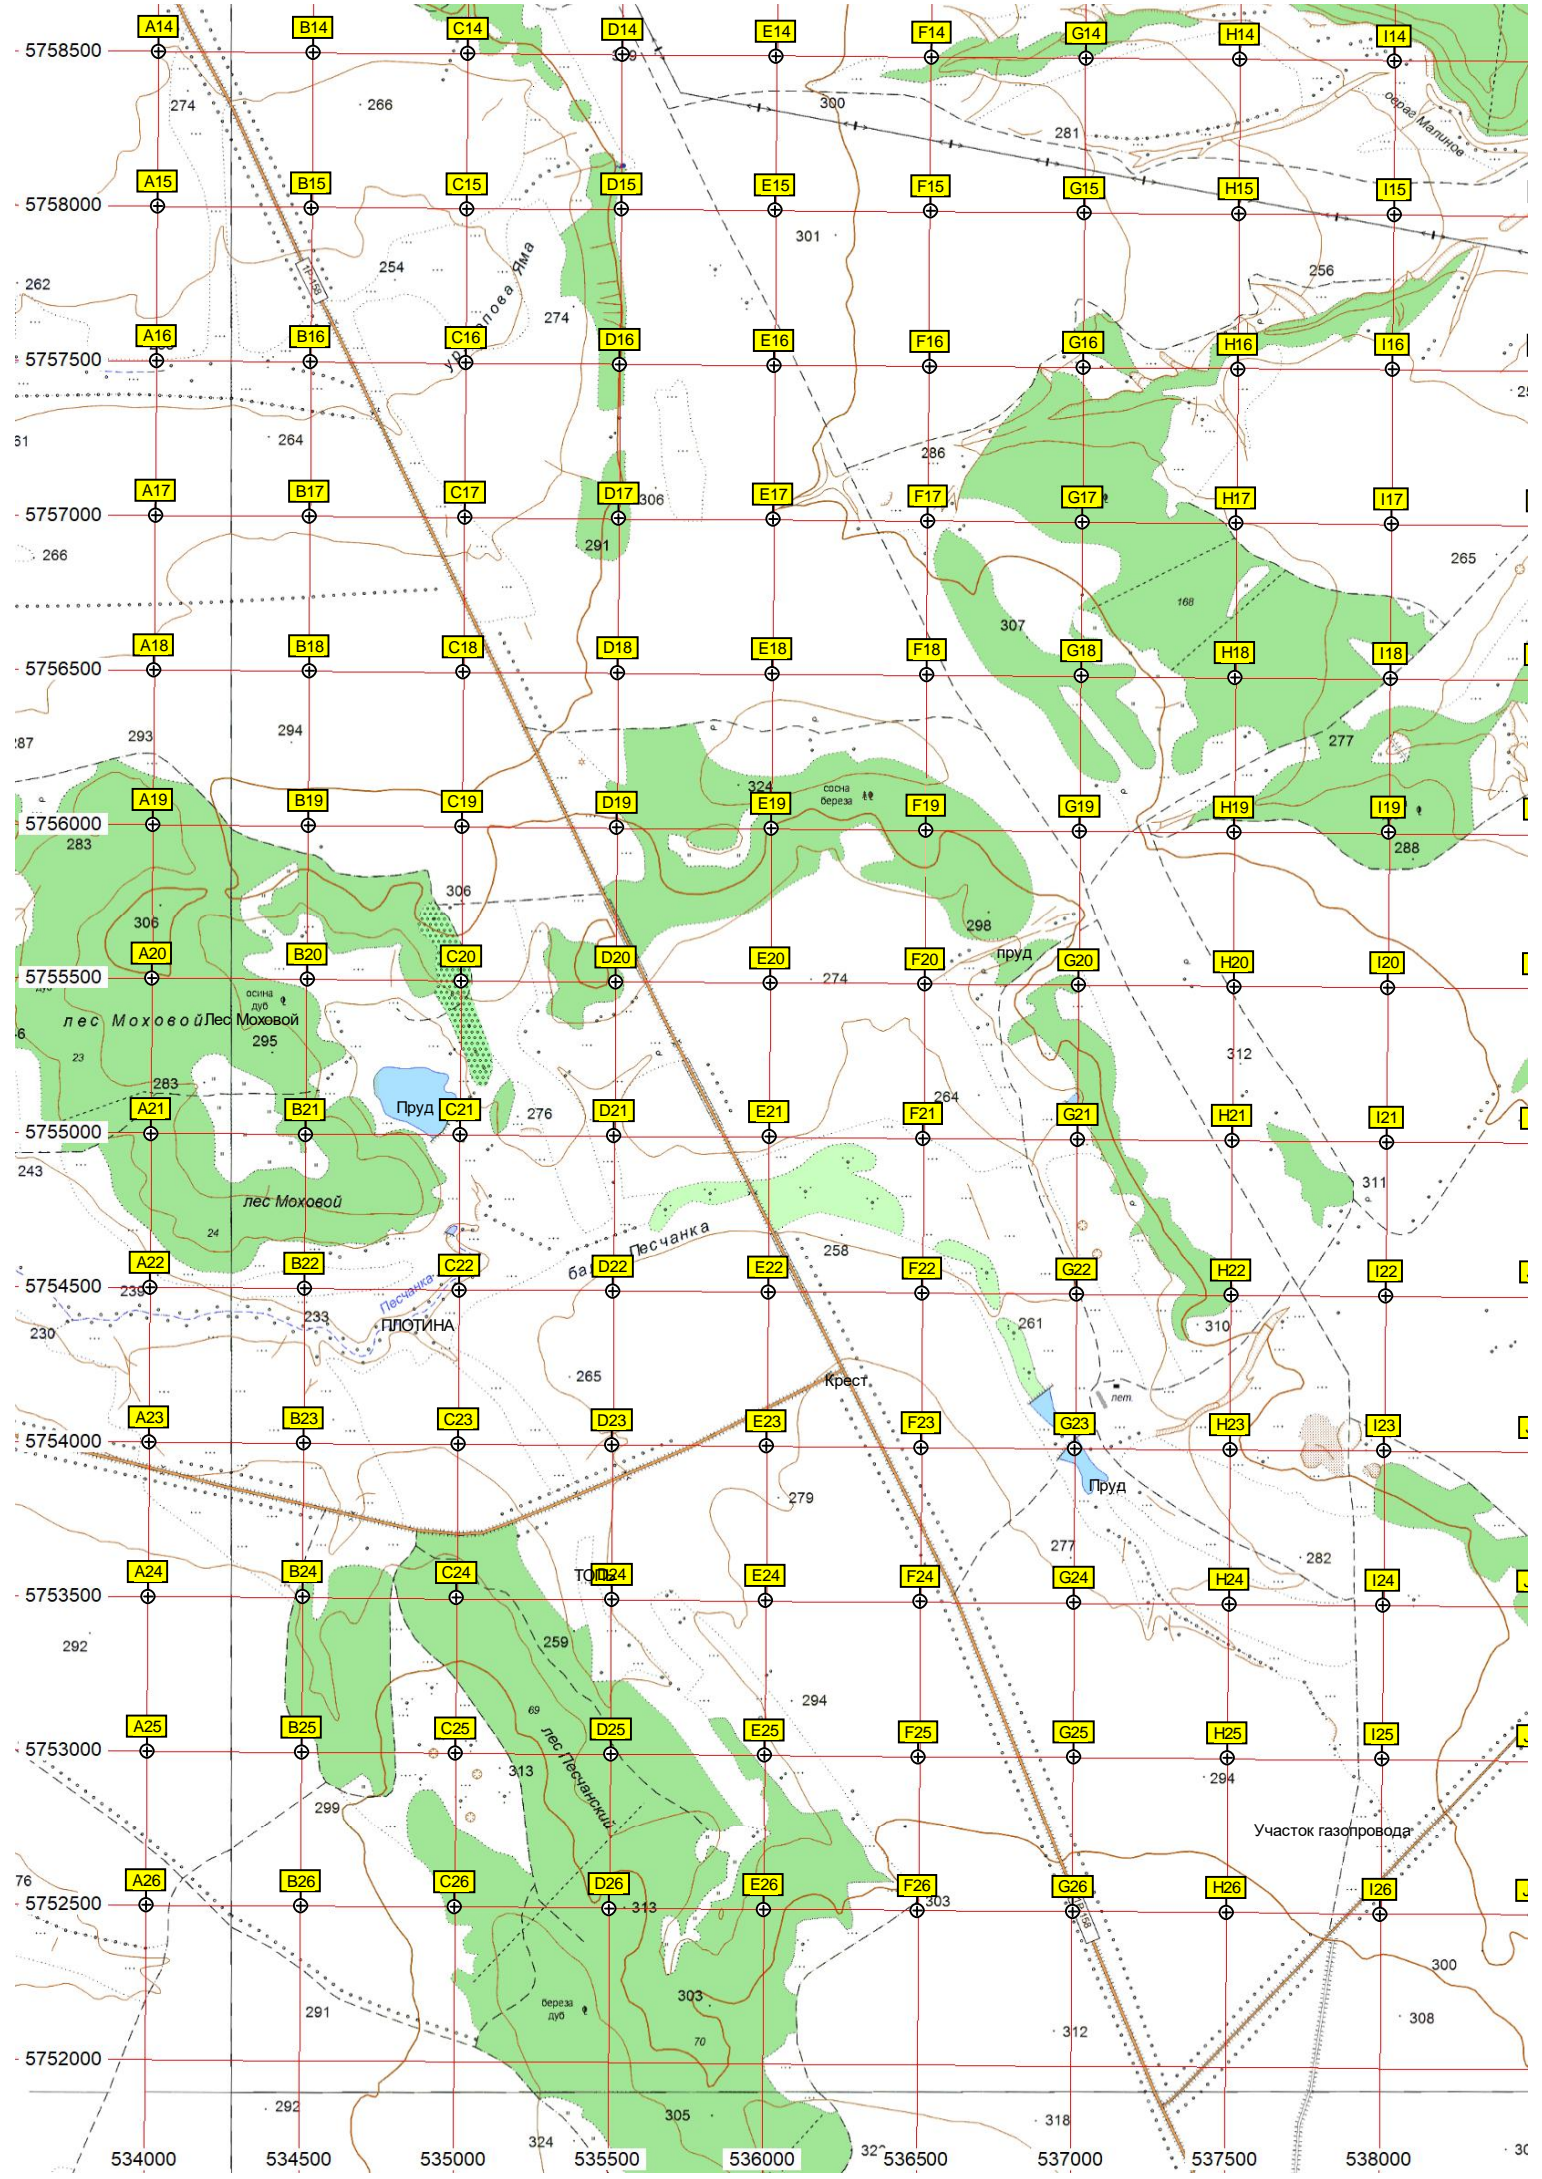 A14 B14 C14 D14 E14 F14 G14 H14 I14
5758500
274 266 300 281
овраг Малинов
A15 B15 C15 D15 E15 F15 G15 H15 I15
5758000
301
262 254 256
1Р-158
Яма
274
A16 B16 C16 D16 E16 F16 G16 H16 I16
5757500
264 286
A17 B17 C17 D17 E17 F17 G17 H17 I17
306
5757000
266 291 265
168
307
A18 B18 C18 D18 E18 F18 G18 H18 I18
5756500
293 294 277
324
сосна
береза
A19 B19 C19 D19 E19 F19 G19 H19 I19
5756000
283 288
306
306 298
пруд
A20 B20 C20 D20 E20 F20 G20 H20 I20
5755500
274
осина
дуб
лес Моховой Лес Моховой
295
23 312
283 264
Пруд
276
A21 B21 C21 D21 E21 F21 G21 H21 I21
5755000
243 311
лес Моховой
24
Песчанка
258
A22 B22 C22 D22 E22 F22 G22 H22 I22
5754500
239
Песчанка
233 ПЛОТИНА 261 310
230
265 Крест
лет.
A23 B23 C23 D23 E23 F23 G23 H23 I23
5754000
279 Пруд
277 282
A24 B24 C24 D24 E24 F24 G24 H24 I24
5753500
292 259
69 294
лес Песчанский
A25 B25 C25 D25 E25 F25 G25 H25 I25
5753000
313 294
299
Участок газопровода
76
A26 B26 C26 D26 E26 F26 G26 H26 I26
5752500
313 303
1Р-158
300
303
291 береза
дуб
70 312 308
5752000
292 305 318
324
534000 534500 535000 535500 536000 536500 537000 537500 538000